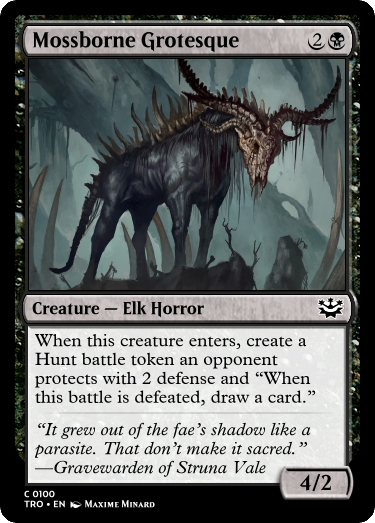 Mossborne Grotesque 2
Creature — Elk Horror
When this creature enters, create a
Hunt battle token an opponent
protects with 2 defense and “When
this battle is defeated, draw a card.”
“It grew out of the fae’s shadow like a
parasite. That don’t make it sacred.”
—Gravewarden of Struna Vale
4/2
C 0100
TRO • EN Maxime Minard